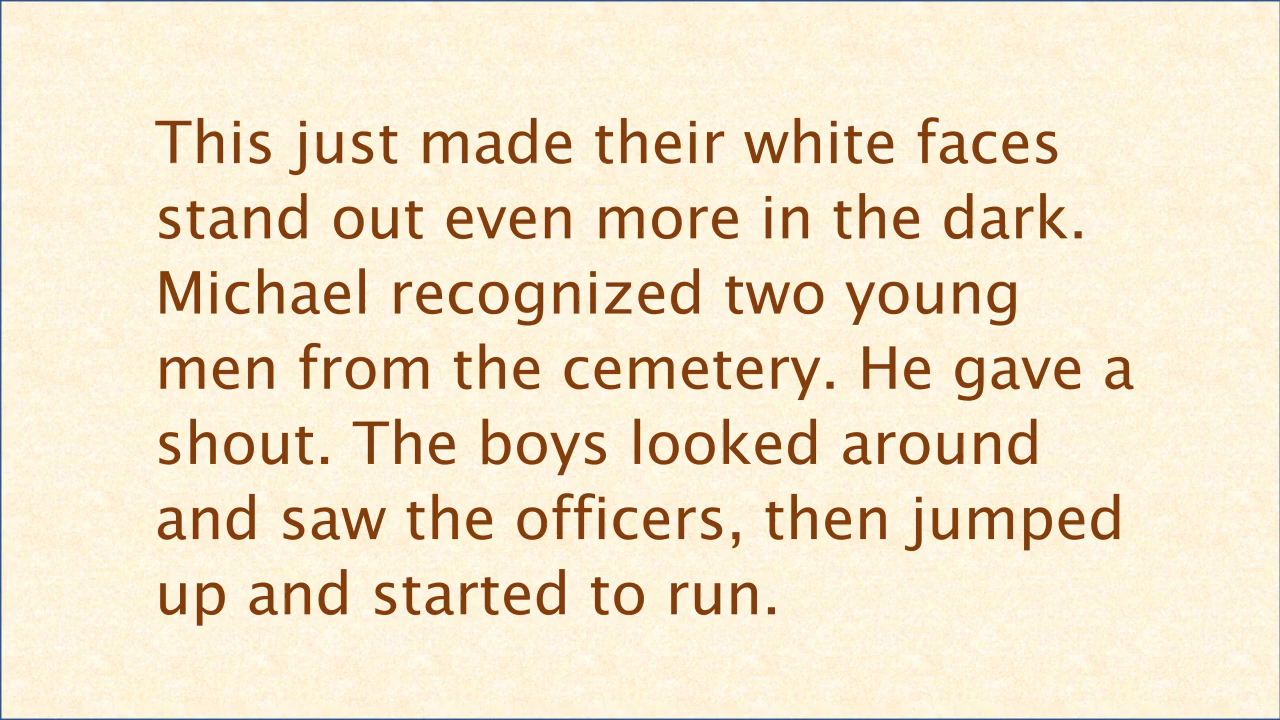 This just made their white faces
stand out even more in the dark.
Michael recognized two young
men from the cemetery. He gave a
shout. The boys looked around
and saw the officers, then jumped
up and started to run.